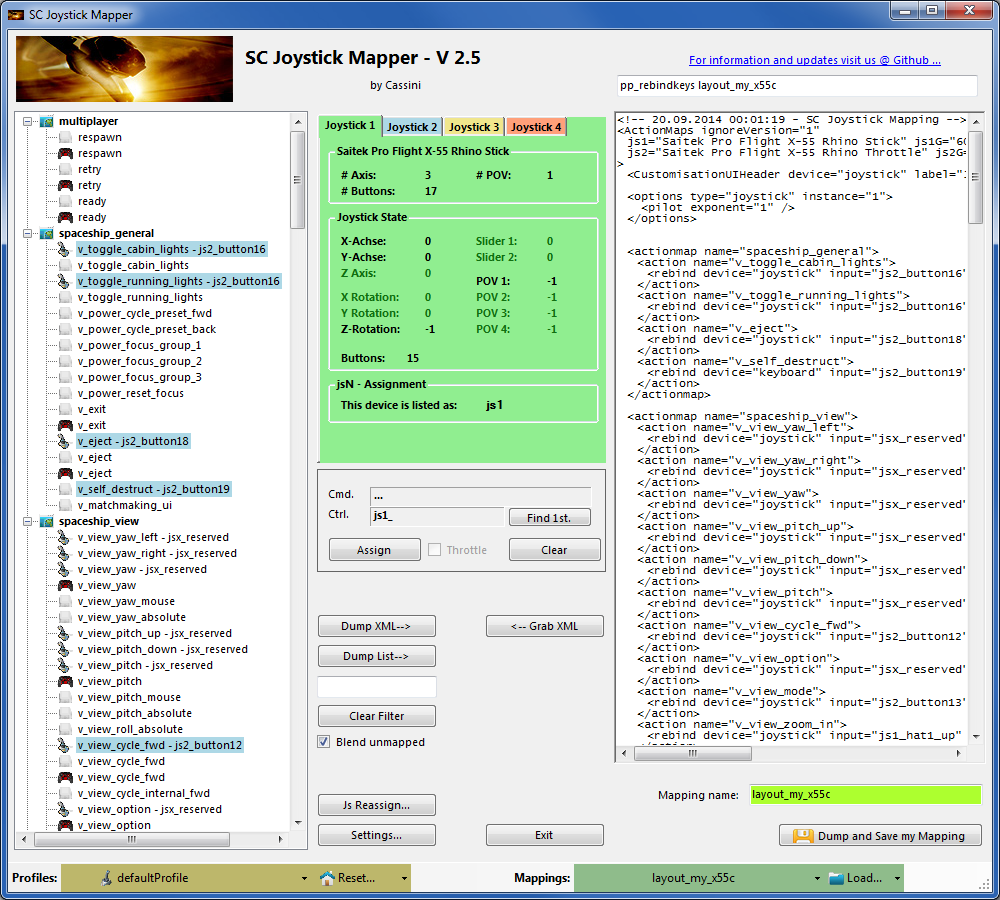 SC Joystick Mapper
SC Joystick Mapper - V 2.5
by Cassini
For information and updates visit us @ Github ...
pp_rebindkeys layout_my_x55c
multiplayer
respawn
respawn
retry
retry
ready
ready
spaceship_general
v_toggle_cabin_lights - js2_button16
v_toggle_cabin_lights
v_toggle_running_lights - js2_button16
v_toggle_running_lights
v_power_cycle_preset_fwd
v_power_cycle_preset_back
v_power_focus_group_1
v_power_focus_group_2
v_power_focus_group_3
v_power_reset_focus
v_exit
v_exit
v_eject - js2_button18
v_eject
v_eject
v_self_destruct - js2_button19
v_matchmaking_ui
spaceship_view
v_view_yaw_left - jsx_reserved
v_view_yaw_right - jsx_reserved
v_view_yaw - jsx_reserved
v_view_yaw
v_view_yaw_mouse
v_view_yaw_absolute
v_view_pitch_up - jsx_reserved
v_view_pitch_down - jsx_reserved
v_view_pitch - jsx_reserved
v_view_pitch
v_view_pitch_mouse
v_view_pitch_absolute
v_view_roll_absolute
v_view_cycle_fwd - js2_button12
v_view_cycle_fwd
v_view_cycle_fwd
v_view_cycle_internal_fwd
v_view_option - jsx_reserved
v_view_option
Joystick 1 Joystick 2 Joystick 3 Joystick 4
Saitek Pro Flight X-55 Rhino Stick
# Axis: 3 # POV: 1
# Buttons: 17
Joystick State
X-Achse: 0 Slider 1: 0
Y-Achse: 0 Slider 2: 0
Z Axis: 0
POV 1: -1
X Rotation: 0 POV 2: -1
Y Rotation: 0 POV 3: -1
Z-Rotation: -1 POV 4: -1
Buttons: 15
jsN - Assignment
This device is listed as: js1
Cmd. ...
Ctrl. js1_ Find 1st.
Assign Throttle Clear
Dump XML--> <-- Grab XML
Dump List-->
Clear Filter
Blend unmapped
Js Reassign...
Settings... Exit
<!-- 20.09.2014 00:01:19 - SC Joystick Mapping -->
<ActionMaps ignoreVersion="1"
js1="Saitek Pro Flight X-55 Rhino Stick" js1G="6
js2="Saitek Pro Flight X-55 Rhino Throttle" js2G=
>
<CustomisationUIHeader device="joystick" label=
<options type="joystick" instance="1">
<pilot exponent="1" />
</options>
<actionmap name="spaceship_general">
<action name="v_toggle_cabin_lights">
<rebind device="joystick" input="js2_button16"
</action>
<action name="v_toggle_running_lights">
<rebind device="joystick" input="js2_button16"
</action>
<action name="v_eject">
<rebind device="joystick" input="js2_button18"
</action>
<action name="v_self_destruct">
<rebind device="keyboard" input="js2_button19"
</action>
</actionmap>
<actionmap name="spaceship_view">
<action name="v_view_yaw_left">
<rebind device="joystick" input="jsx_reserved"
</action>
<action name="v_view_yaw_right">
<rebind device="joystick" input="jsx_reserved"
</action>
<action name="v_view_yaw">
<rebind device="joystick" input="jsx_reserved"
</action>
<action name="v_view_pitch_up">
<rebind device="joystick" input="jsx_reserved"
</action>
<action name="v_view_pitch_down">
<rebind device="joystick" input="jsx_reserved"
</action>
<action name="v_view_pitch">
<rebind device="joystick" input="jsx_reserved"
</action>
<action name="v_view_cycle_fwd">
<rebind device="joystick" input="js2_button12"
</action>
<action name="v_view_option">
<rebind device="joystick" input="jsx_reserved"
</action>
<action name="v_view_mode">
<rebind device="joystick" input="js2_button13"
</action>
<action name="v_view_zoom_in">
<rebind device="joystick" input="js1_hat1_up"
Mapping name: layout_my_x55c
Dump and Save my Mapping
Profiles: defaultProfile Reset... Mappings: layout_my_x55c Load...